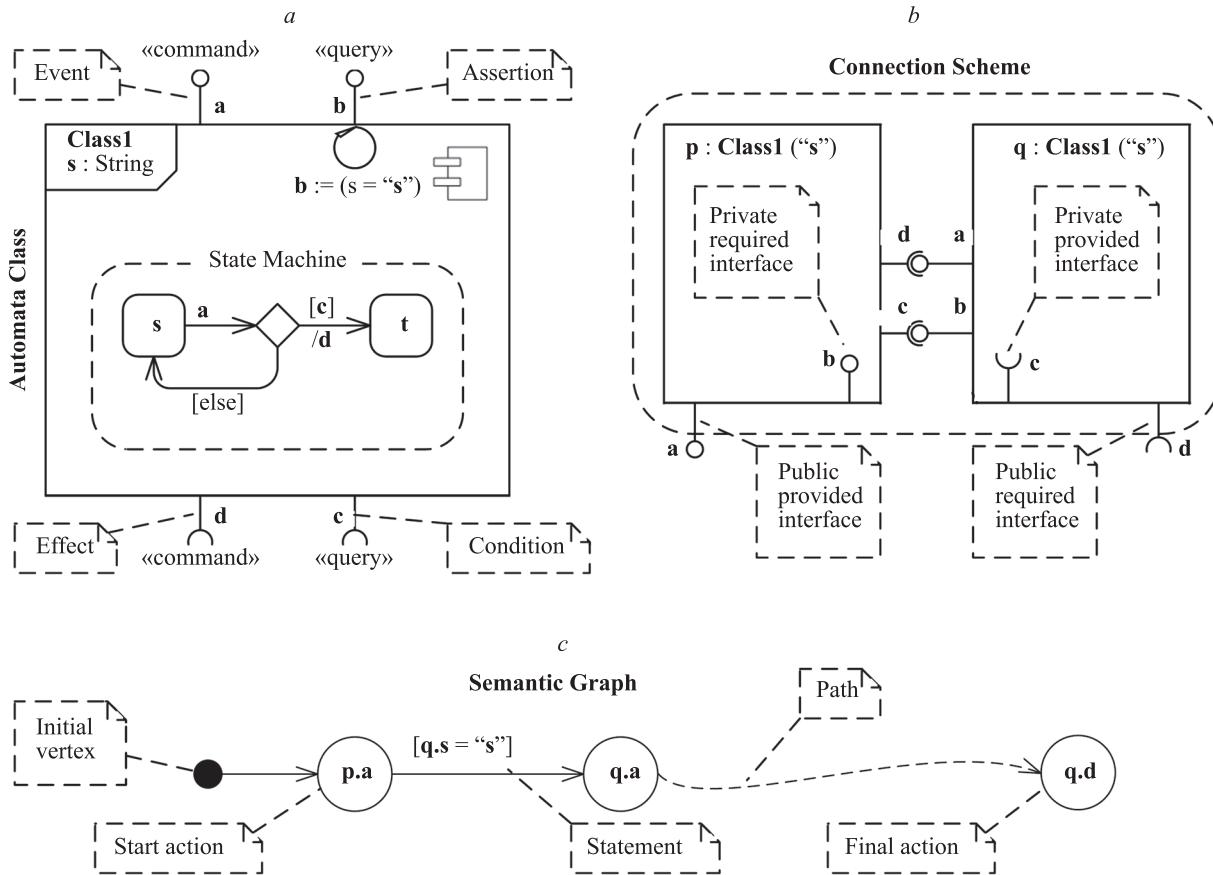 a
«command»
«query»
Event
Assertion
a
b
Class1
s : String
b := (s = “s”)
Automata Class
State Machine
s
a
[c]
/d
t
[else]
d
c
Effect
«command»
«query»
Condition
b
Connection Scheme
p : Class1 (“s”)
q : Class1 (“s”)
Private
required
interface
Private
provided
interface
d
a
c
b
b
c
a
d
Public
provided
interface
Public
required
interface
c
Semantic Graph
Initial
vertex
Path
p.a
[q.s = “s”]
q.a
q.d
Start action
Statement
Final action